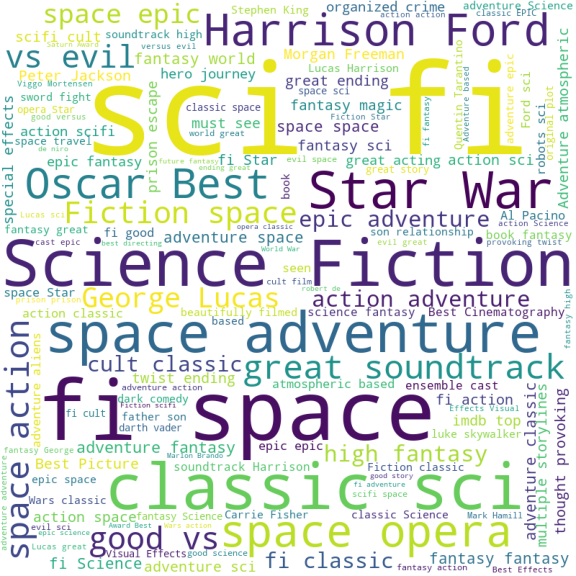 space epic
Stephen King
organized crime
action action
adventure Science
classic EPIC
scifi cult
Saturn Award
soundtrack high
versus evil
Harrison Ford
vs evil
fantasy world
Morgan Freeman
Peter Jackson
hero journey
Lucas Harrison
Viggo Mortensen
great ending
sword fight
space sci
opera Star
classic space
fantasy magic
Fiction Star
good versus
must see
space space
action scifi
world great
space travel
de niro
fantasy sci
epic fantasy
future fantasy
ending great
fi Star
evil space
great acting
action sci
great story
sci fi
special effects
prison escape
fi fantasy
Quentin Tarantino
Adventure based
adventure epic
Ford sci
robots sci
original plot
Adventure atmospheric
Oscar Best
book
Star War
Fiction space
epic adventure
Al Pacino
Lucas sci
action Science
fantasy great
fi good
adventure space
opera classic
son relationship
book fantasy
cast epic
best directing
World War
evil great
provoking twist
Science Fiction
seen
cult film
space Star
prison prison
George Lucas
robert de
action adventure
fantasy high
action classic
beautifully filmed
science fantasy
Best Cinematography
based
space adventure
space action
adventure aliens
cult classic
great soundtrack
twist ending
atmospheric based
adventure action
ensemble cast
dark comedy
fi action
Effects Visual
Fiction scifi
fi cult
father son
imdb top
darth vader
luke skywalker
fi space
adventure classic
multiple storylines
thought provoking
fantasy George
adventure fantasy
epic epic
high fantasy
Marlon Brando
Best Picture
soundtrack Harrison
Fiction classic
good story
epic space
fi adventure
scifi space
adventure adventure
Wars classic
classic sci
action space
fantasy Science
Carrie Fisher
classic Science
Mark Hamill
evil sci
Award Best
Wars action
epic science
good vs
space opera
Lucas great
Visual Effects
good science
fi classic
fantasy fantasy
fi Science
adventure sci
fantasy action
Best Effects